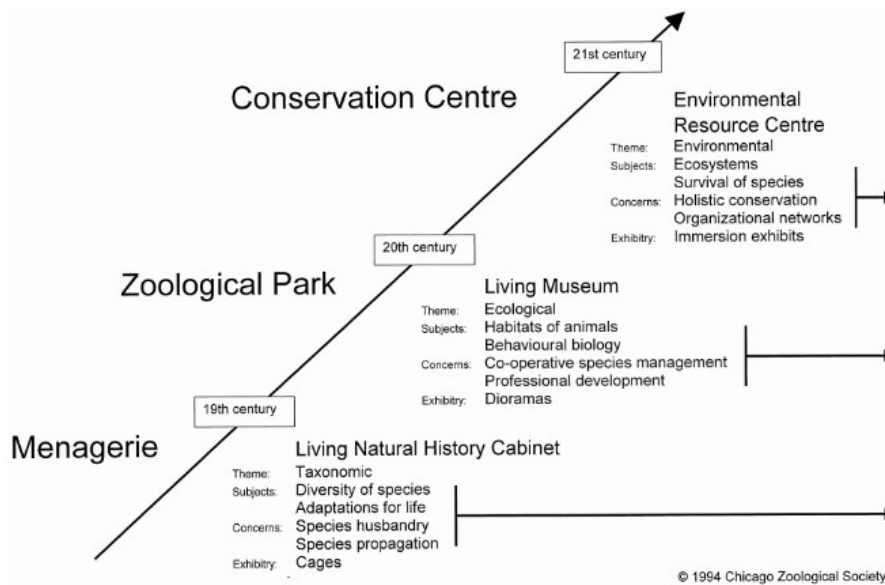 21st century
Conservation Centre
Environmental
Resource Centre
Theme: Environmental
Subjects: Ecosystems
Survival of species
Concerns: Holistic conservation
Organizational networks
Exhibitry: Immersion exhibits
20th century
Zoological Park
Living Museum
Theme: Ecological
Subjects: Habitats of animals
Behavioural biology
Concerns: Co-operative species management
Professional development
Exhibitry: Dioramas
19th century
Menagerie
Living Natural History Cabinet
Theme: Taxonomic
Subjects: Diversity of species
Adaptations for life
Concerns: Species husbandry
Species propagation
Exhibitry: Cages
© 1994 Chicago Zoological Society